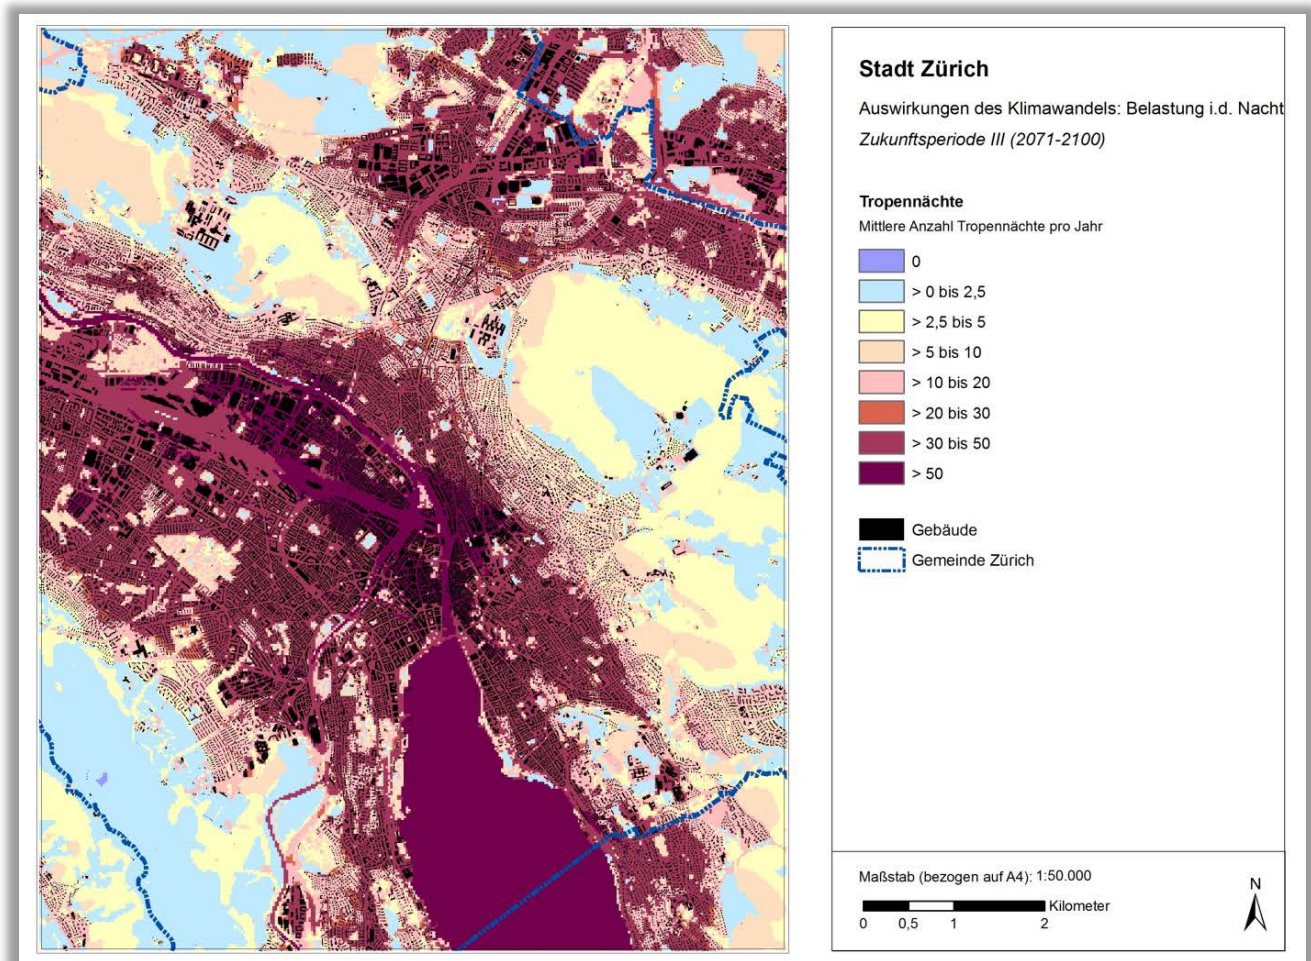 Stadt Zürich
Auswirkungen des Klimawandels: Belastung i.d. Nacht
Zukunftsperiode III (2071-2100)
Tropennächte
Mittlere Anzahl Tropennächte pro Jahr
0
> 0 bis 2,5
> 2,5 bis 5
> 5 bis 10
> 10 bis 20
> 20 bis 30
> 30 bis 50
> 50
Gebäude
Gemeinde Zürich
Maßstab (bezogen auf A4): 1:50.000
Kilometer
0 0,5 1 2
N